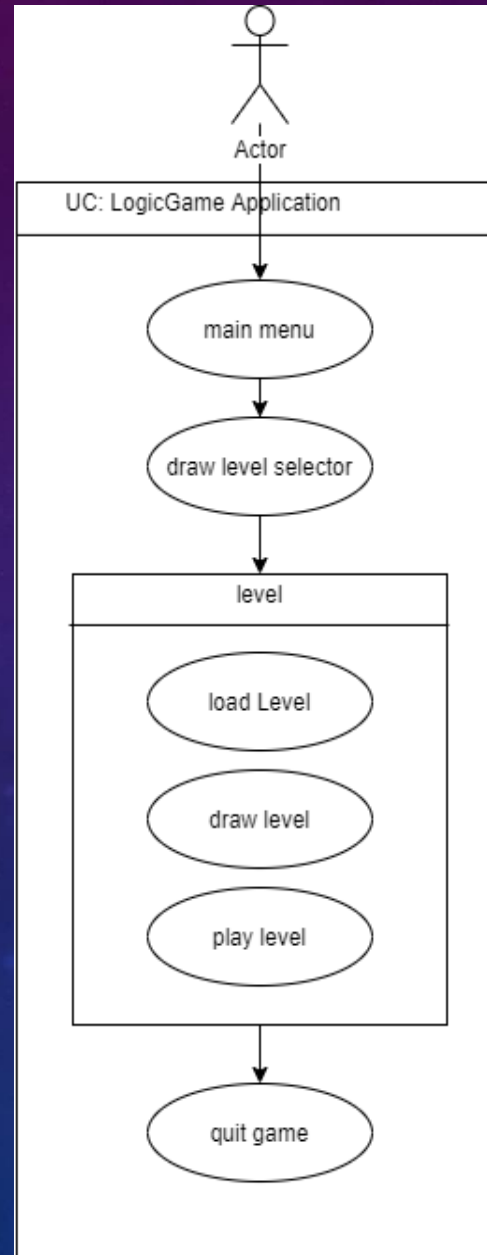 Actor
UC: LogicGame Application
main menu
draw level selector
level
load Level
draw level
play level
quit game